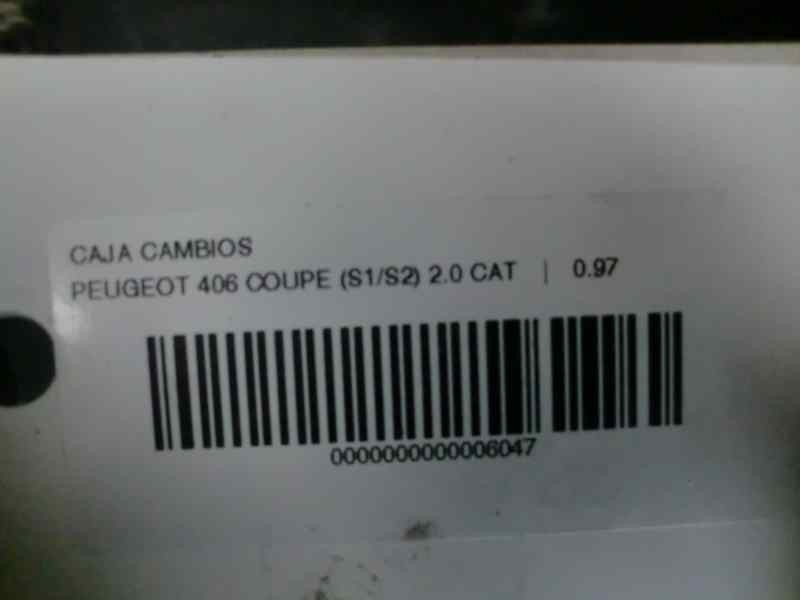 CAJA CAMBIOS
PEUGEOT 406 COUPE (S1/S2) 2.0 CAT | 0.97
0000000000006047